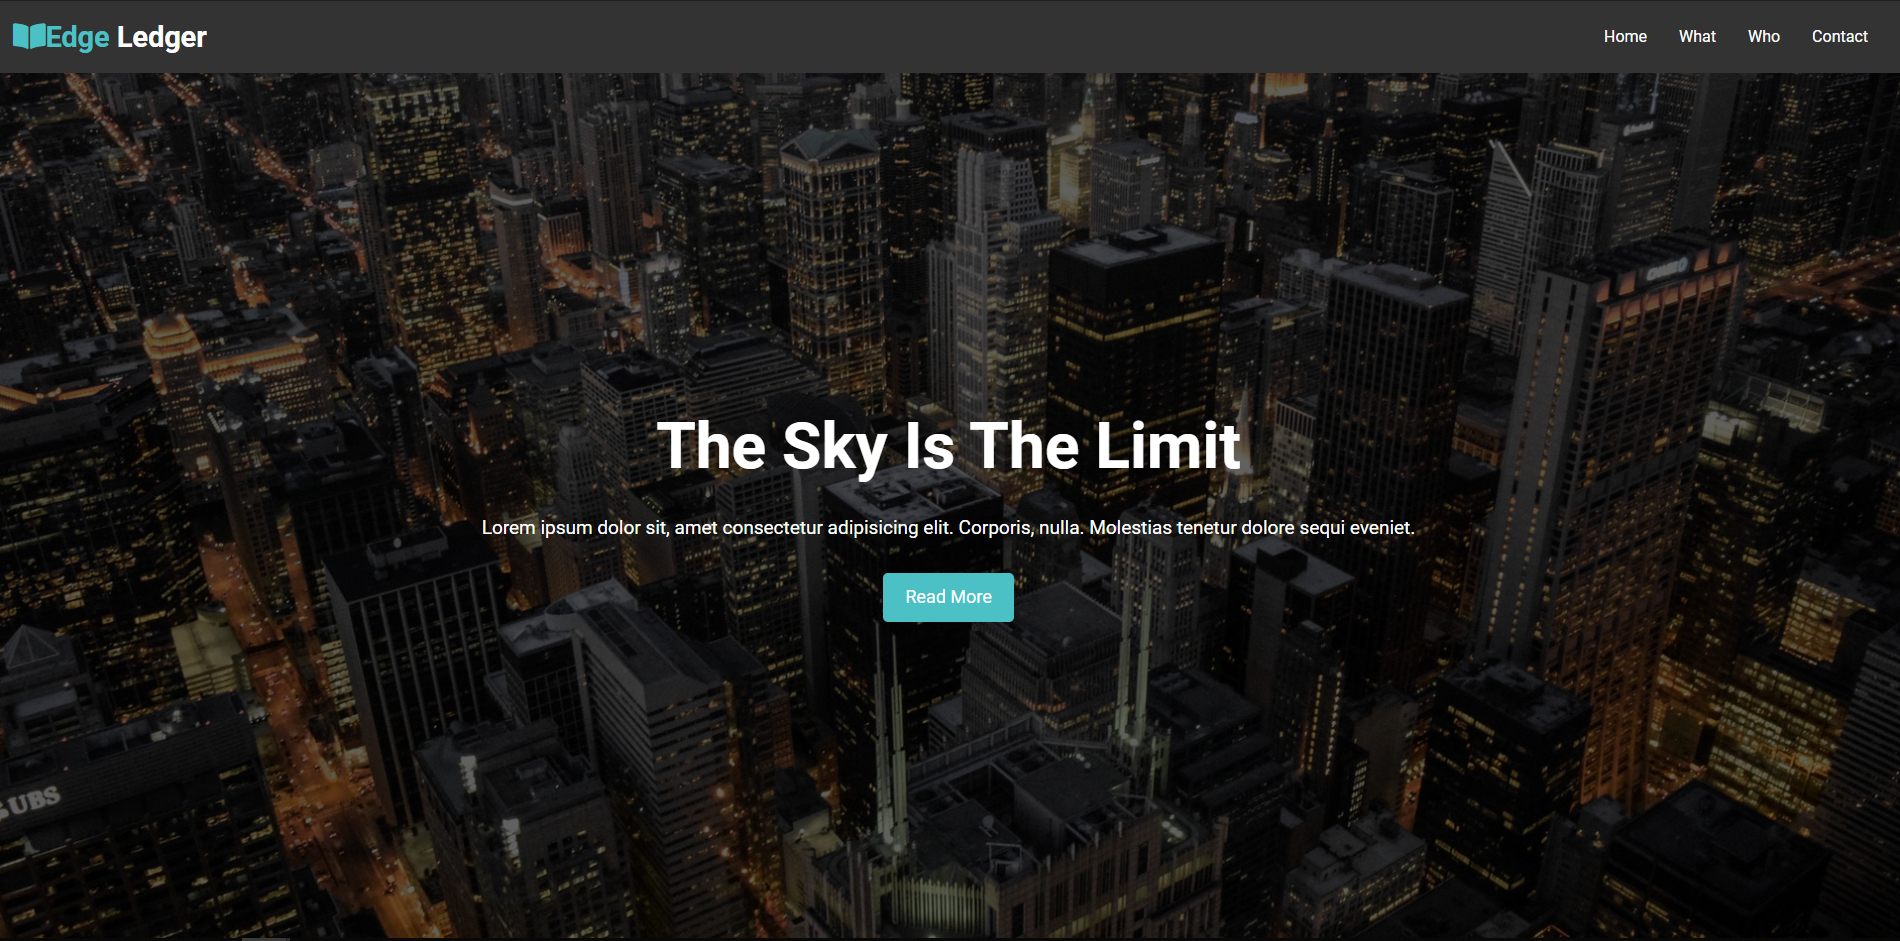 Edge Ledger
Home
What
Who
Contact
The Sky Is The Limit
Lorem ipsum dolor sit, amet consectetur adipisicing elit. Corporis, nulla. Molestias tenetur dolore sequi eveniet.
Read More
UBS